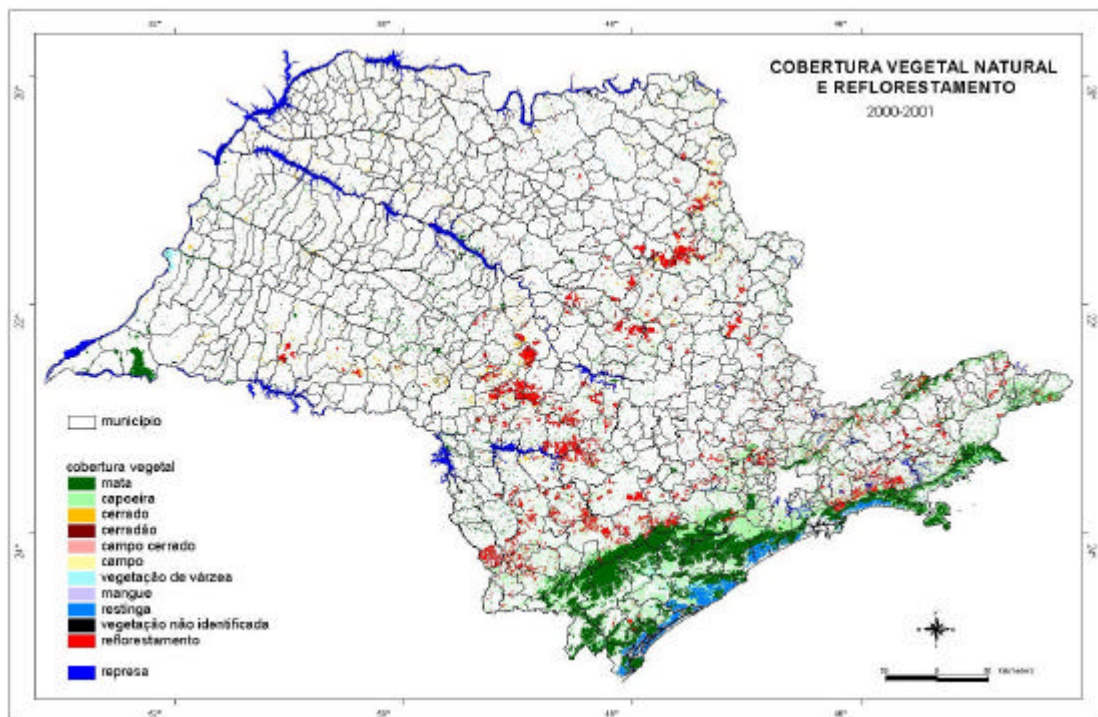 COBERTURA VEGETAL NATURAL
E REFLORESTAMENTO
2000-2001
município
cobertura vegetal
mata
capoeira
cerrado
cerradão
campo cerrado
campo
vegetação de várzea
mangue
restinga
vegetação não identificada
reflorestamento
represa